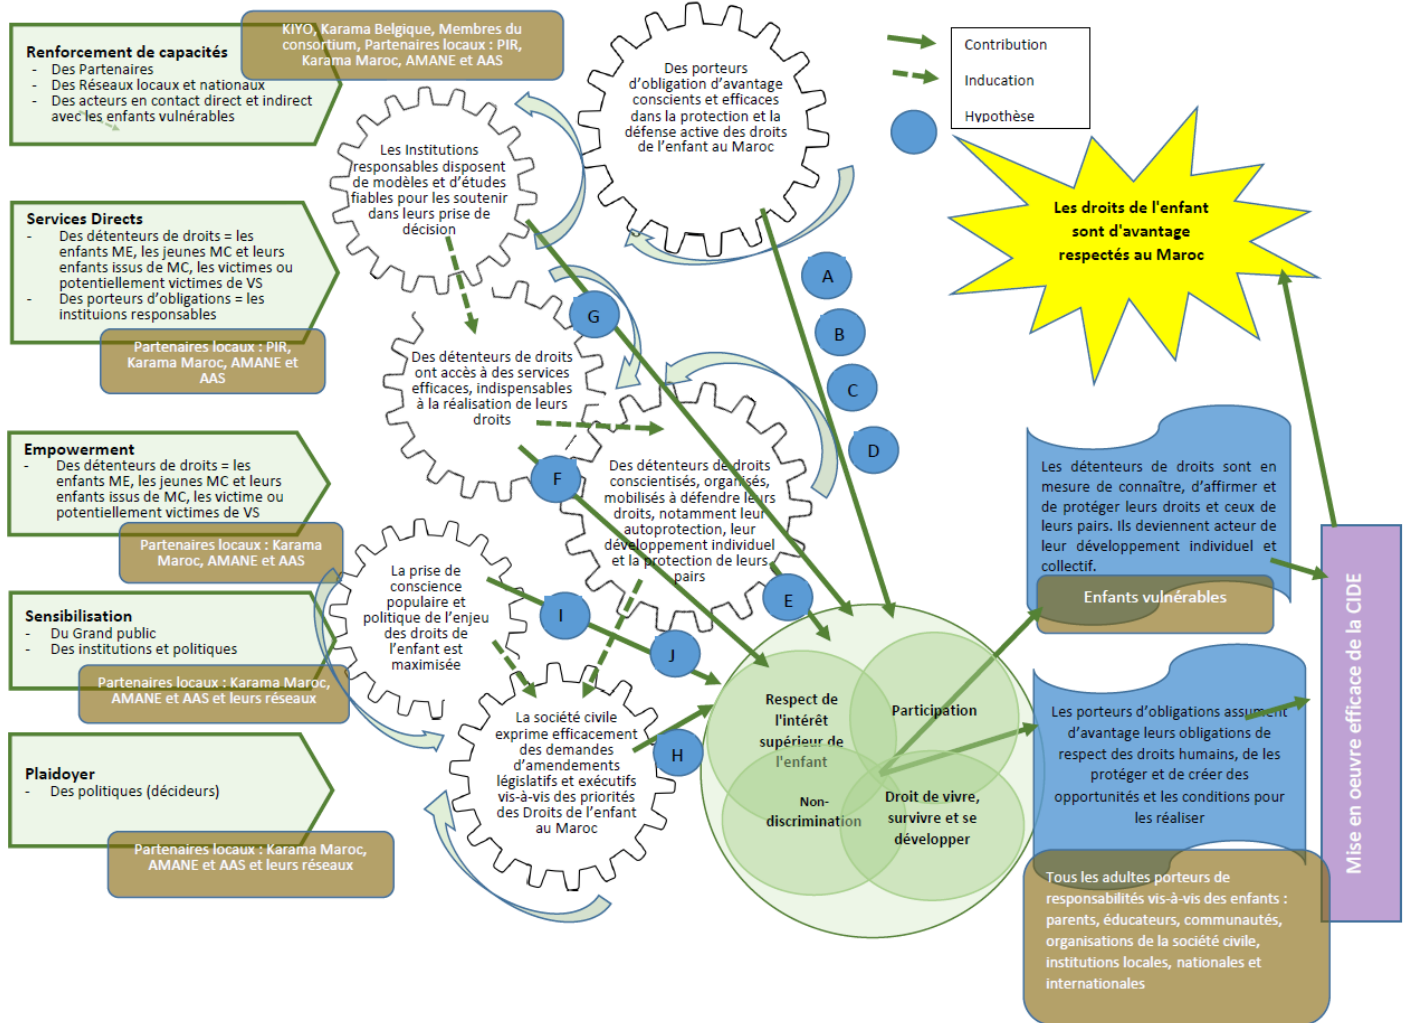 Renforcement de capacités
- Des Partenaires
- Des Réseaux locaux et nationaux
- Des acteurs en contact direct et indirect
avec les enfants vulnérables
KIYO, Karama Belgique, Membres du
consortium, Partenaires locaux : PIR,
Karama Maroc, AMANE et AAS
Services Directs
- Des détenteurs de droits = les
enfants ME, les jeunes MC et leurs
enfants issus de MC, les victimes ou
potentiellement victimes de VS
- Des porteurs d'obligations = les
instituions responsables
Partenaires locaux : PIR,
Karama Maroc, AMANE et
AAS
Empowerment
- Des détenteurs de droits = les
enfants ME, les jeunes MC et leurs
enfants issus de MC, les victime ou
potentiellement victimes de VS
Partenaires locaux : Karama
Maroc, AMANE et AAS
Sensibilisation
- Du Grand public
- Des institutions et politiques
Partenaires locaux : Karama Maroc,
AMANE et AAS et leurs réseaux
Plaidoyer
- Des politiques (décideurs)
Partenaires locaux : Karama Maroc,
AMANE et AAS et leurs réseaux
Les Institutions
responsables disposent
de modèles et d'études
fiables pour les soutenir
dans leurs prise de
décision
Des porteurs
d'obligation d'avantage
conscients et efficaces
dans la protection et la
défense active des droits
de l'enfant au Maroc
Des détenteurs de droits
ont accès à des services
efficaces, indispensables
à la réalisation de leurs
droits
Des détenteurs de droits
conscientisés, organisés,
mobilisés à défendre leurs
droits, notamment leur
autoprotection, leur
développement individuel
et la protection de leurs
pairs
La prise de
conscience
populaire et
politique de l'enjeu
des droits de
l'enfant est
maximisée
La société civile
exprime efficacement
des demandes
d'amendements
législatifs et exécutifs
vis-à-vis des priorités
des Droits de l'enfant
au Maroc
A
B
C
D
G
F
E
I
J
H
Contribution
Inducation
Hypothèse
Les droits de l'enfant
sont d'avantage
respectés au Maroc
Respect de
l'intérêt
supérieur de
l'enfant
Participation
Non-
discrimination
Droit de vivre,
survivre et se
développer
Les détenteurs de droits sont en
mesure de connaître, d'affirmer et
de protéger leurs droits et ceux de
leurs pairs. Ils deviennent acteur de
leur développement individuel et
collectif.
Enfants vulnérables
Les porteurs d'obligations assument
d'avantage leurs obligations de
respect des droits humains, de les
protéger et de créer des
opportunités et les conditions pour
les réaliser
Tous les adultes porteurs de
responsabilités vis-à-vis des enfants :
parents, éducateurs, communautés,
organisations de la société civile,
institutions locales, nationales et
internationales
Mise en oeuvre efficace de la CIDE